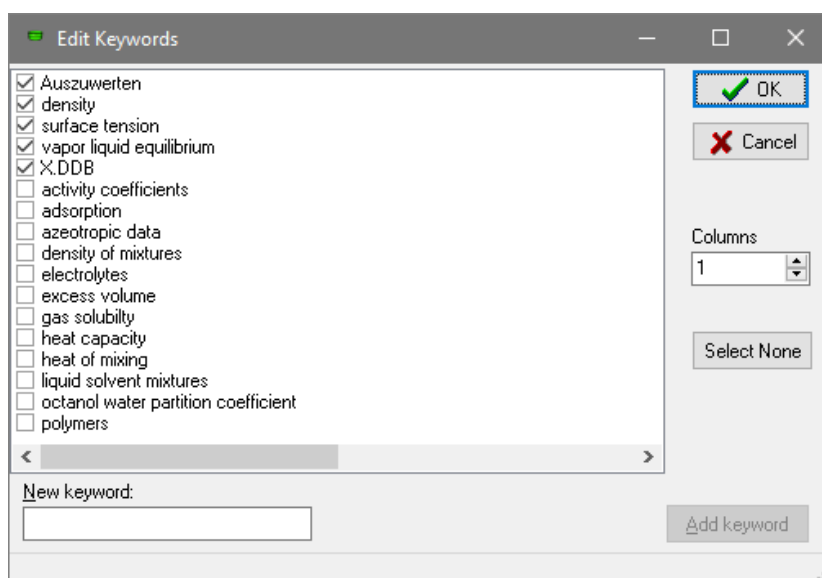 Edit Keywords
Auszuwerten
density
surface tension
vapor liquid equilibrium
X.DDB
activity coefficients
adsorption
azeotropic data
density of mixtures
electrolytes
excess volume
gas solubilty
heat capacity
heat of mixing
liquid solvent mixtures
octanol water partition coefficient
polymers
OK
Cancel
Columns
1
Select None
New keyword:
Add keyword